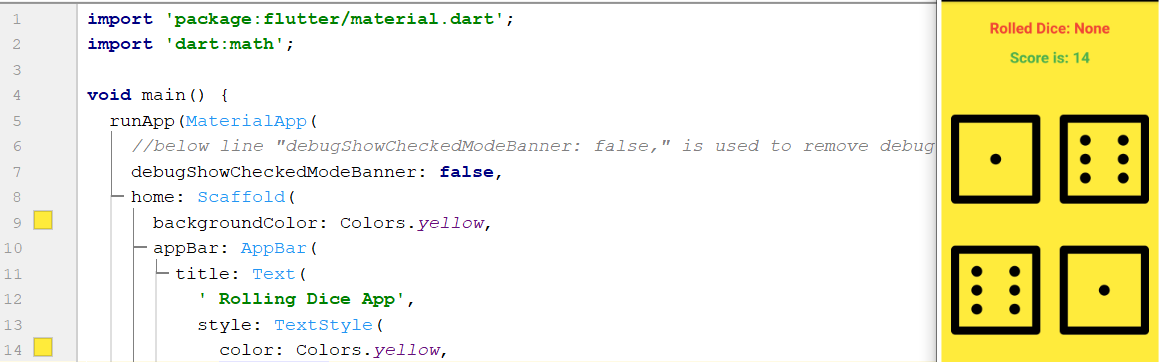 1 import 'package:flutter/material.dart';
2 import 'dart:math';
3
4 void main() {
5 runApp(MaterialApp(
6 //below line "debugShowCheckedModeBanner: false," is used to remove debug
7 debugShowCheckedModeBanner: false,
8 home: Scaffold(
9 backgroundColor: Colors.yellow,
10 appBar: AppBar(
11 title: Text(
12 ' Rolling Dice App',
13 style: TextStyle(
14 color: Colors.yellow,
Rolled Dice: None
Score is: 14